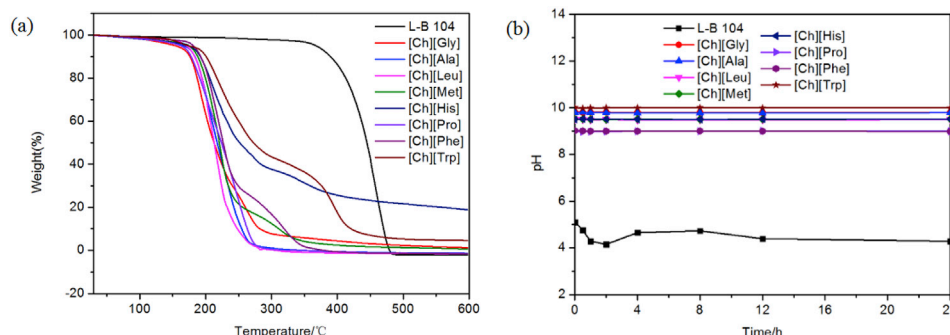 (a)
100
80
60
40
20
0
-20
Weight(%)
100
200
300
400
500
600
Temperature/℃
L-B 104
[Ch][Gly]
[Ch][Ala]
[Ch][Leu]
[Ch][Met]
[Ch][His]
[Ch][Pro]
[Ch][Phe]
[Ch][Trp]
(b)
14
12
10
8
6
4
2
pH
0
4
8
12
16
20
24
Time/h
L-B 104
[Ch][Gly]
[Ch][Ala]
[Ch][Leu]
[Ch][Met]
[Ch][His]
[Ch][Pro]
[Ch][Phe]
[Ch][Trp]